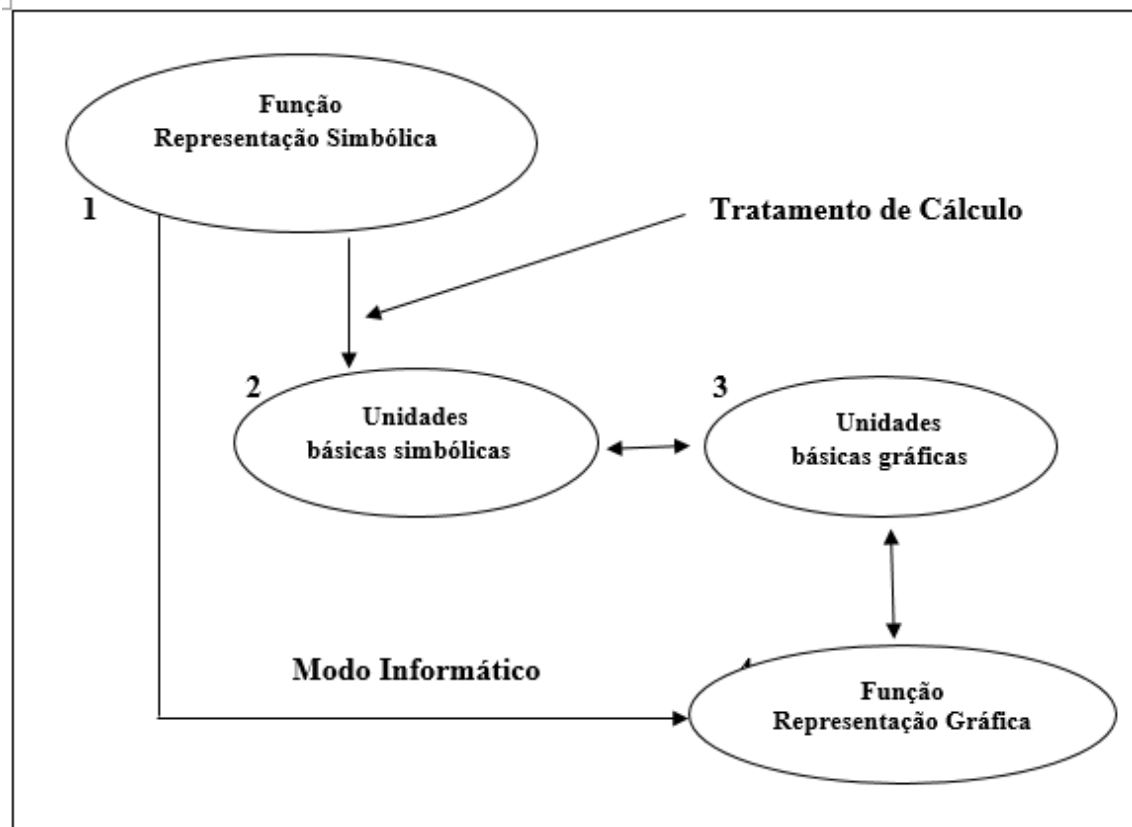 Função
Representação Simbólica
1
Tratamento de Cálculo
2
Unidades
básicas simbólicas
3
Unidades
básicas gráficas
Modo Informático
Função
Representação Gráfica